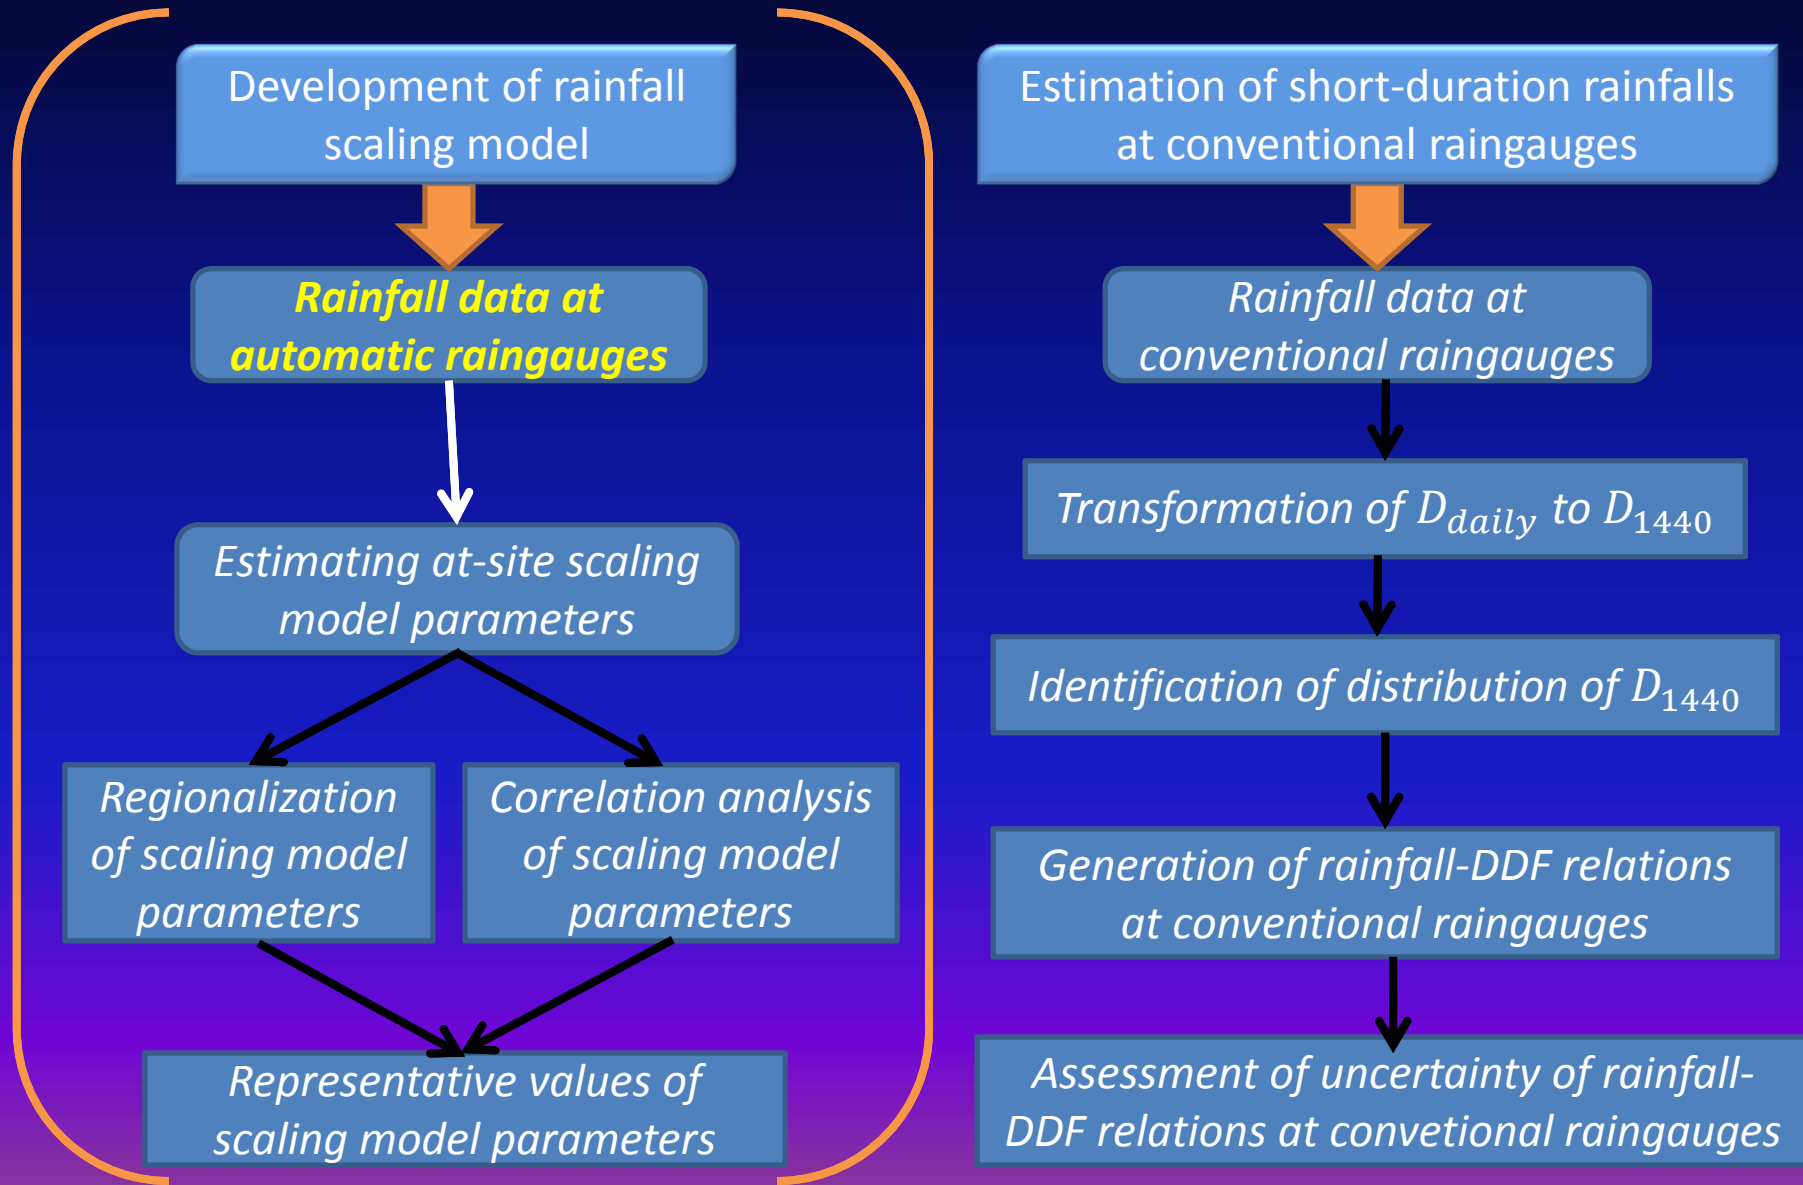 Development of rainfall
scaling model
Rainfall data at
automatic raingauges
Estimating at-site scaling
model parameters
Regionalization
of scaling model
parameters
Correlation analysis
of scaling model
parameters
Representative values of
scaling model parameters
Estimation of short-duration rainfalls
at conventional raingauges
Rainfall data at
conventional raingauges
Transformation of D_daily to D_1440
Identification of distribution of D_1440
Generation of rainfall-DDF relations
at conventional raingauges
Assessment of uncertainty of rainfall-
DDF relations at convetional raingauges